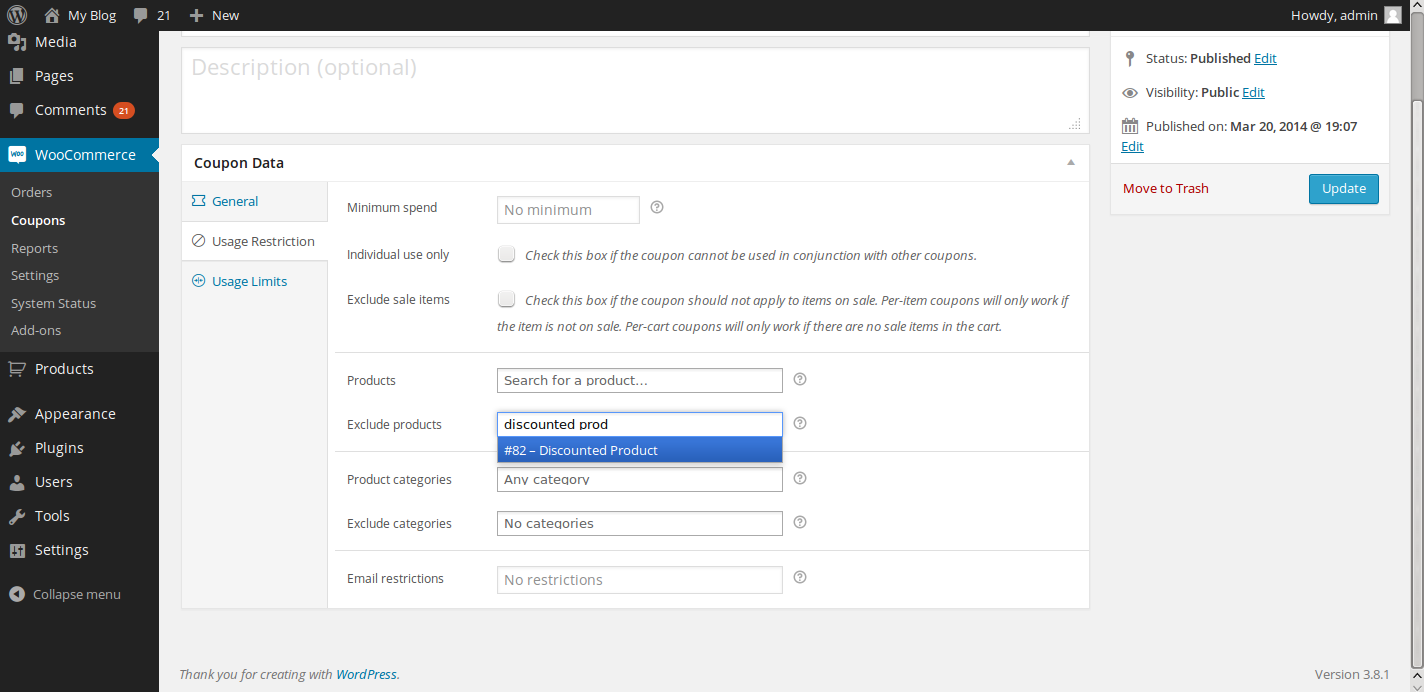 My Blog 21 New Howdy, admin
Media
Pages
Comments 21
WooCommerce
Orders
Coupons
Reports
Settings
System Status
Add-ons
Products
Appearance
Plugins
Users
Tools
Settings
Collapse menu
Description (optional)
Coupon Data
General
Usage Restriction
Usage Limits
Minimum spend No minimum
Individual use only Check this box if the coupon cannot be used in conjunction with other coupons.
Exclude sale items Check this box if the coupon should not apply to items on sale. Per-item coupons will only work if
the item is not on sale. Per-cart coupons will only work if there are no sale items in the cart.
Products Search for a product...
Exclude products discounted prod
#82 – Discounted Product
Product categories Any category
Exclude categories No categories
Email restrictions No restrictions
Status: Published Edit
Visibility: Public Edit
Published on: Mar 20, 2014 @ 19:07
Edit
Move to Trash Update
Thank you for creating with WordPress. Version 3.8.1